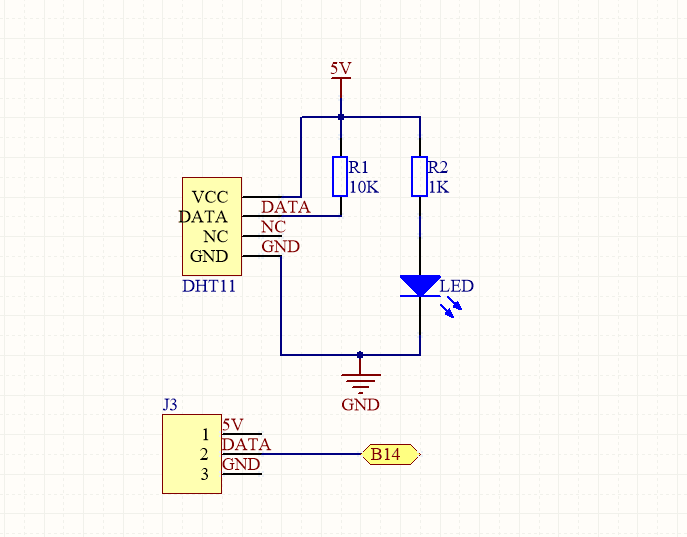 5V
R1
10K
R2
1K
VCC
DATA
NC
GND
DATA
NC
GND
DHT11
LED
GND
J3
1
2
3
5V
DATA
GND
B14